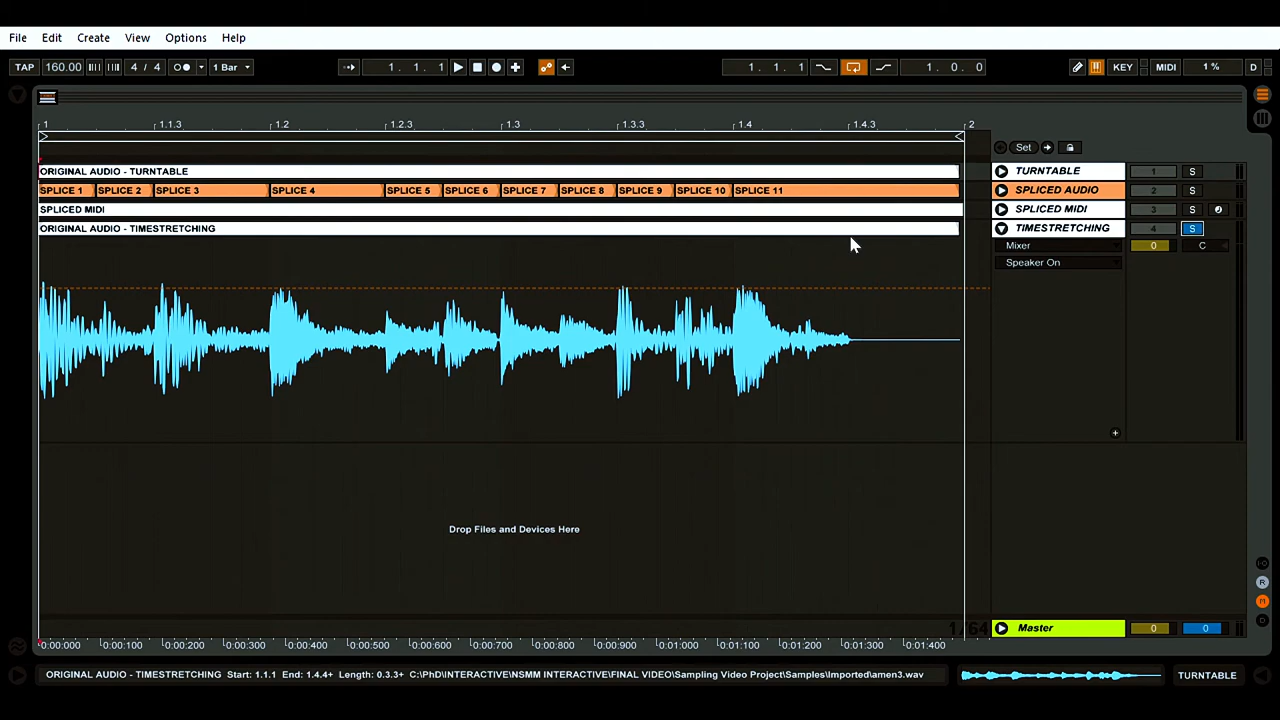 File Edit Create View Options Help
TAP 160.00 4 / 4 1 Bar 1. 1. 1 1. 1. 1 1. 0. 0 KEY MIDI 1 % D
1 1.1.3 1.2 1.2.3 1.3 1.3.3 1.4 1.4.3 2
Set
ORIGINAL AUDIO - TURNTABLE TURNTABLE 1 S
SPLICE 1 SPLICE 2 SPLICE 3 SPLICE 4 SPLICE 5 SPLICE 6 SPLICE 7 SPLICE 8 SPLICE 9 SPLICE 10 SPLICE 11 SPLICED AUDIO 2 S
SPLICED MIDI SPLICED MIDI 3 S
ORIGINAL AUDIO - TIMESTRETCHING TIMESTRETCHING 4 S
Mixer 0 C
Speaker On
Drop Files and Devices Here
I·O
R
M
D
1/64 Master 0 0
0:00:000 0:00:100 0:00:200 0:00:300 0:00:400 0:00:500 0:00:600 0:00:700 0:00:800 0:00:900 0:01:000 0:01:100 0:01:200 0:01:300 0:01:400
ORIGINAL AUDIO - TIMESTRETCHING Start: 1.1.1 End: 1.4.4+ Length: 0.3.3+ C:\PhD\INTERACTIVE\NSMM INTERACTIVE\FINAL VIDEO\Sampling Video Project\Samples\Imported\amen3.wav TURNTABLE